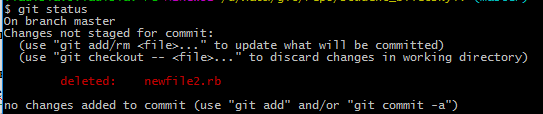 $ git status
On branch master
Changes not staged for commit:
  (use "git add/rm <file>..." to update what will be committed)
  (use "git checkout -- <file>..." to discard changes in working directory)
        deleted:    newfile2.rb
no changes added to commit (use "git add" and/or "git commit -a")